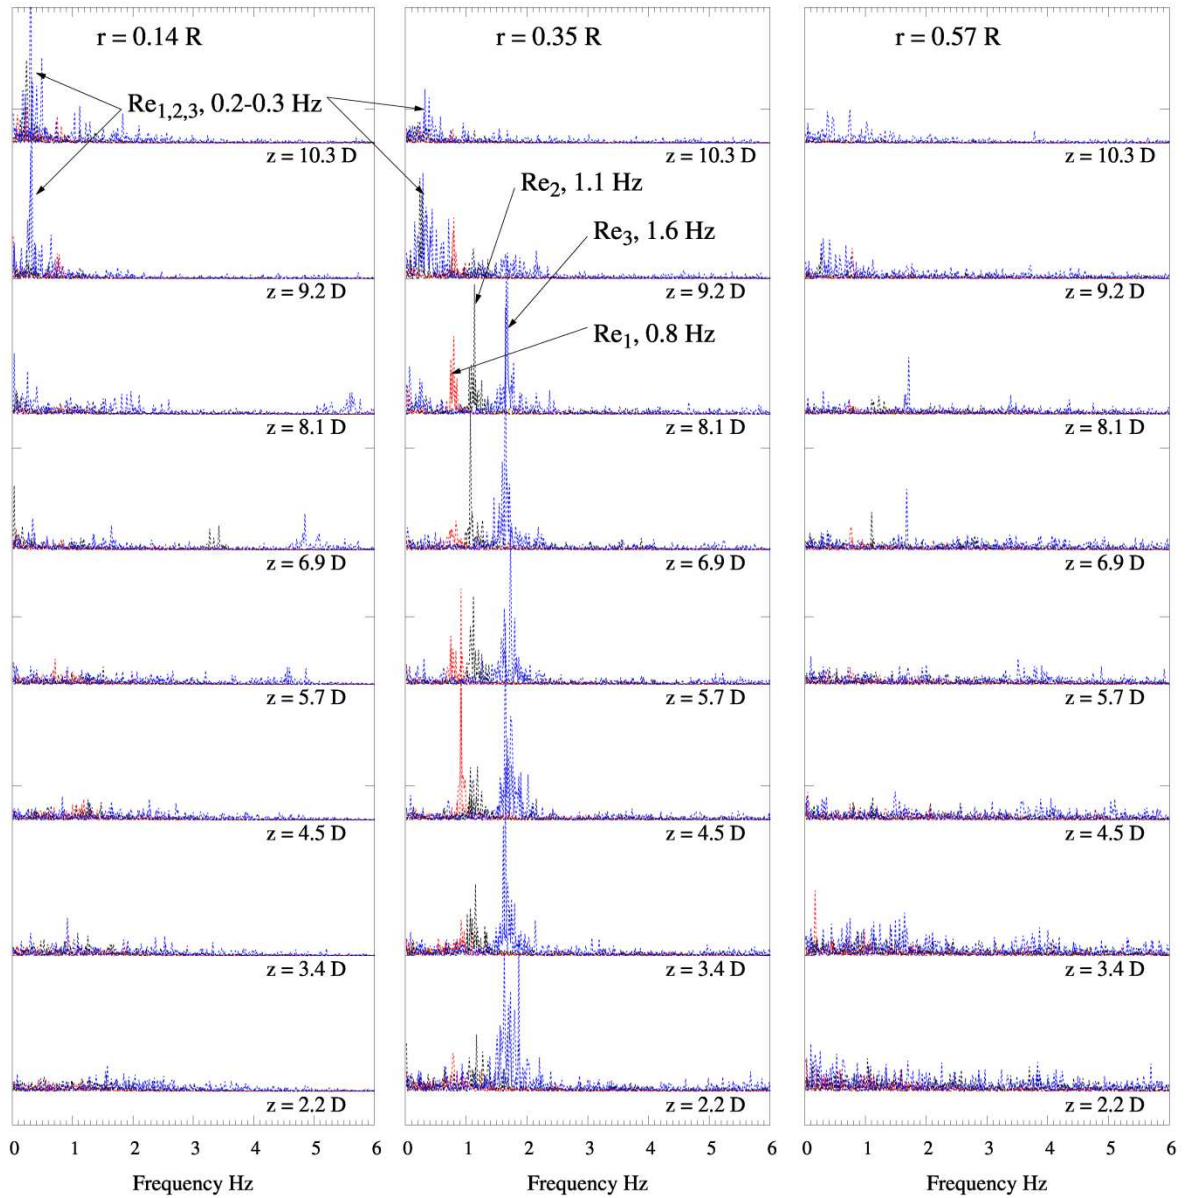 r = 0.14 R
r = 0.35 R
r = 0.57 R
Re1,2,3, 0.2-0.3 Hz
z = 10.3 D
z = 10.3 D
z = 10.3 D
Re2, 1.1 Hz
Re3, 1.6 Hz
z = 9.2 D
z = 9.2 D
z = 9.2 D
Re1, 0.8 Hz
z = 8.1 D
z = 8.1 D
z = 8.1 D
z = 6.9 D
z = 6.9 D
z = 6.9 D
z = 5.7 D
z = 5.7 D
z = 5.7 D
z = 4.5 D
z = 4.5 D
z = 4.5 D
z = 3.4 D
z = 3.4 D
z = 3.4 D
z = 2.2 D
z = 2.2 D
z = 2.2 D
0 1 2 3 4 5 6
0 1 2 3 4 5 6
0 1 2 3 4 5 6
Frequency Hz
Frequency Hz
Frequency Hz